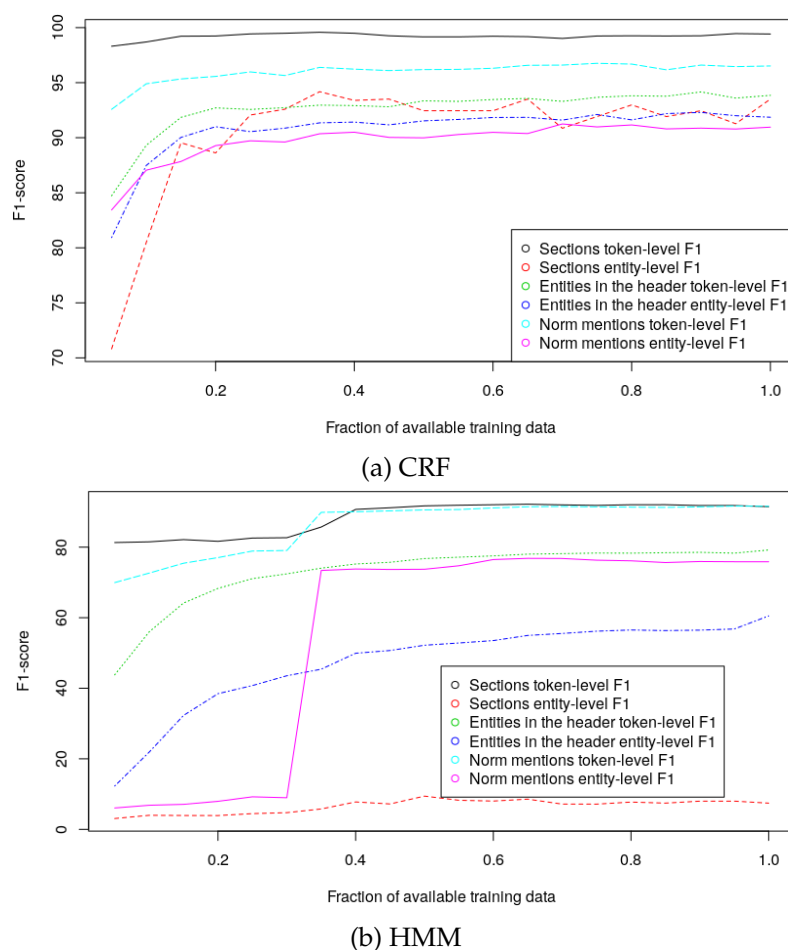 100
95
90
85
80
75
70
F1-score
Sections token-level F1
Sections entity-level F1
Entities in the header token-level F1
Entities in the header entity-level F1
Norm mentions token-level F1
Norm mentions entity-level F1
0.2 0.4 0.6 0.8 1.0
Fraction of available training data
(a) CRF
80
60
40
20
0
F1-score
Sections token-level F1
Sections entity-level F1
Entities in the header token-level F1
Entities in the header entity-level F1
Norm mentions token-level F1
Norm mentions entity-level F1
0.2 0.4 0.6 0.8 1.0
Fraction of available training data
(b) HMM